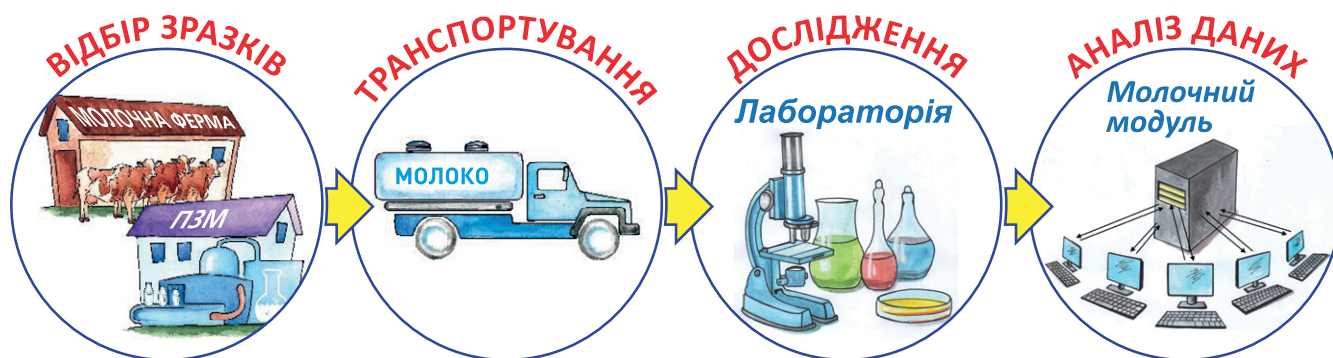 ВІДБІР ЗРАЗКІВ
МОЛОЧНА ФЕРМА
ПЗМ
ТРАНСПОРТУВАННЯ
МОЛОКО
ДОСЛІДЖЕННЯ
Лабораторія
АНАЛІЗ ДАНИХ
Молочний
модуль